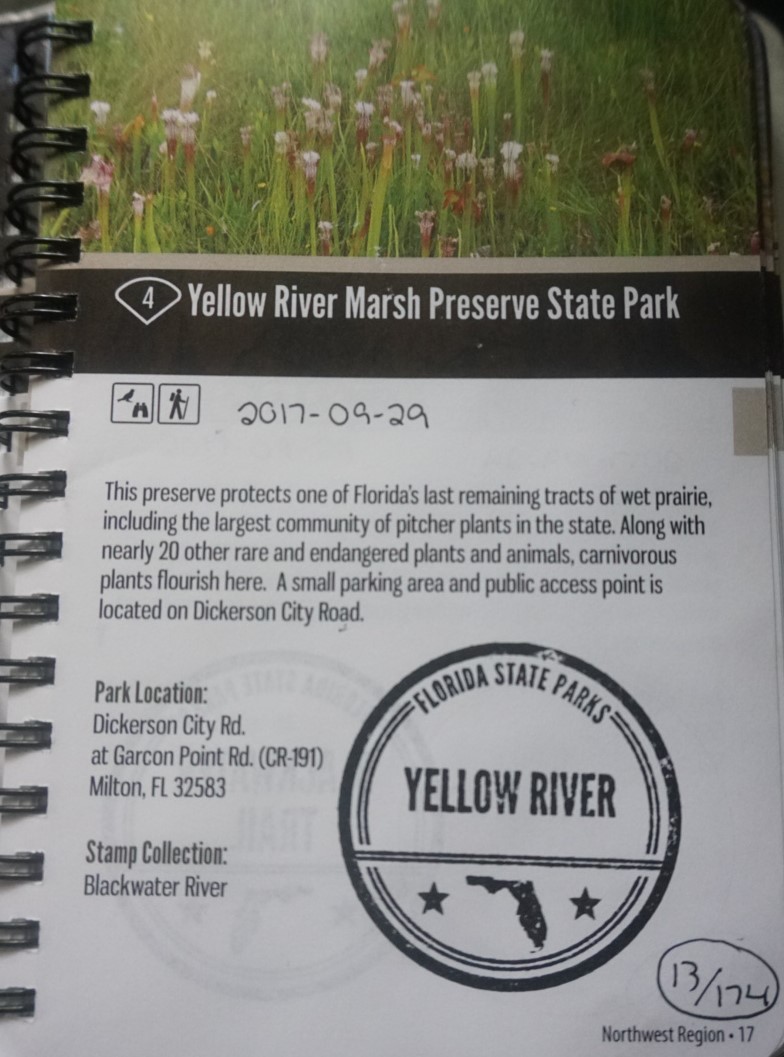 4 Yellow River Marsh Preserve State Park
2017-09-29
This preserve protects one of Florida's last remaining tracts of wet prairie,
including the largest community of pitcher plants in the state. Along with
nearly 20 other rare and endangered plants and animals, carnivorous
plants flourish here. A small parking area and public access point is
located on Dickerson City Road.
Park Location:
Dickerson City Rd.
at Garcon Point Rd. (CR-191)
Milton, FL 32583
Stamp Collection:
Blackwater River
FLORIDA STATE PARKS
YELLOW RIVER
13/174
Northwest Region • 17